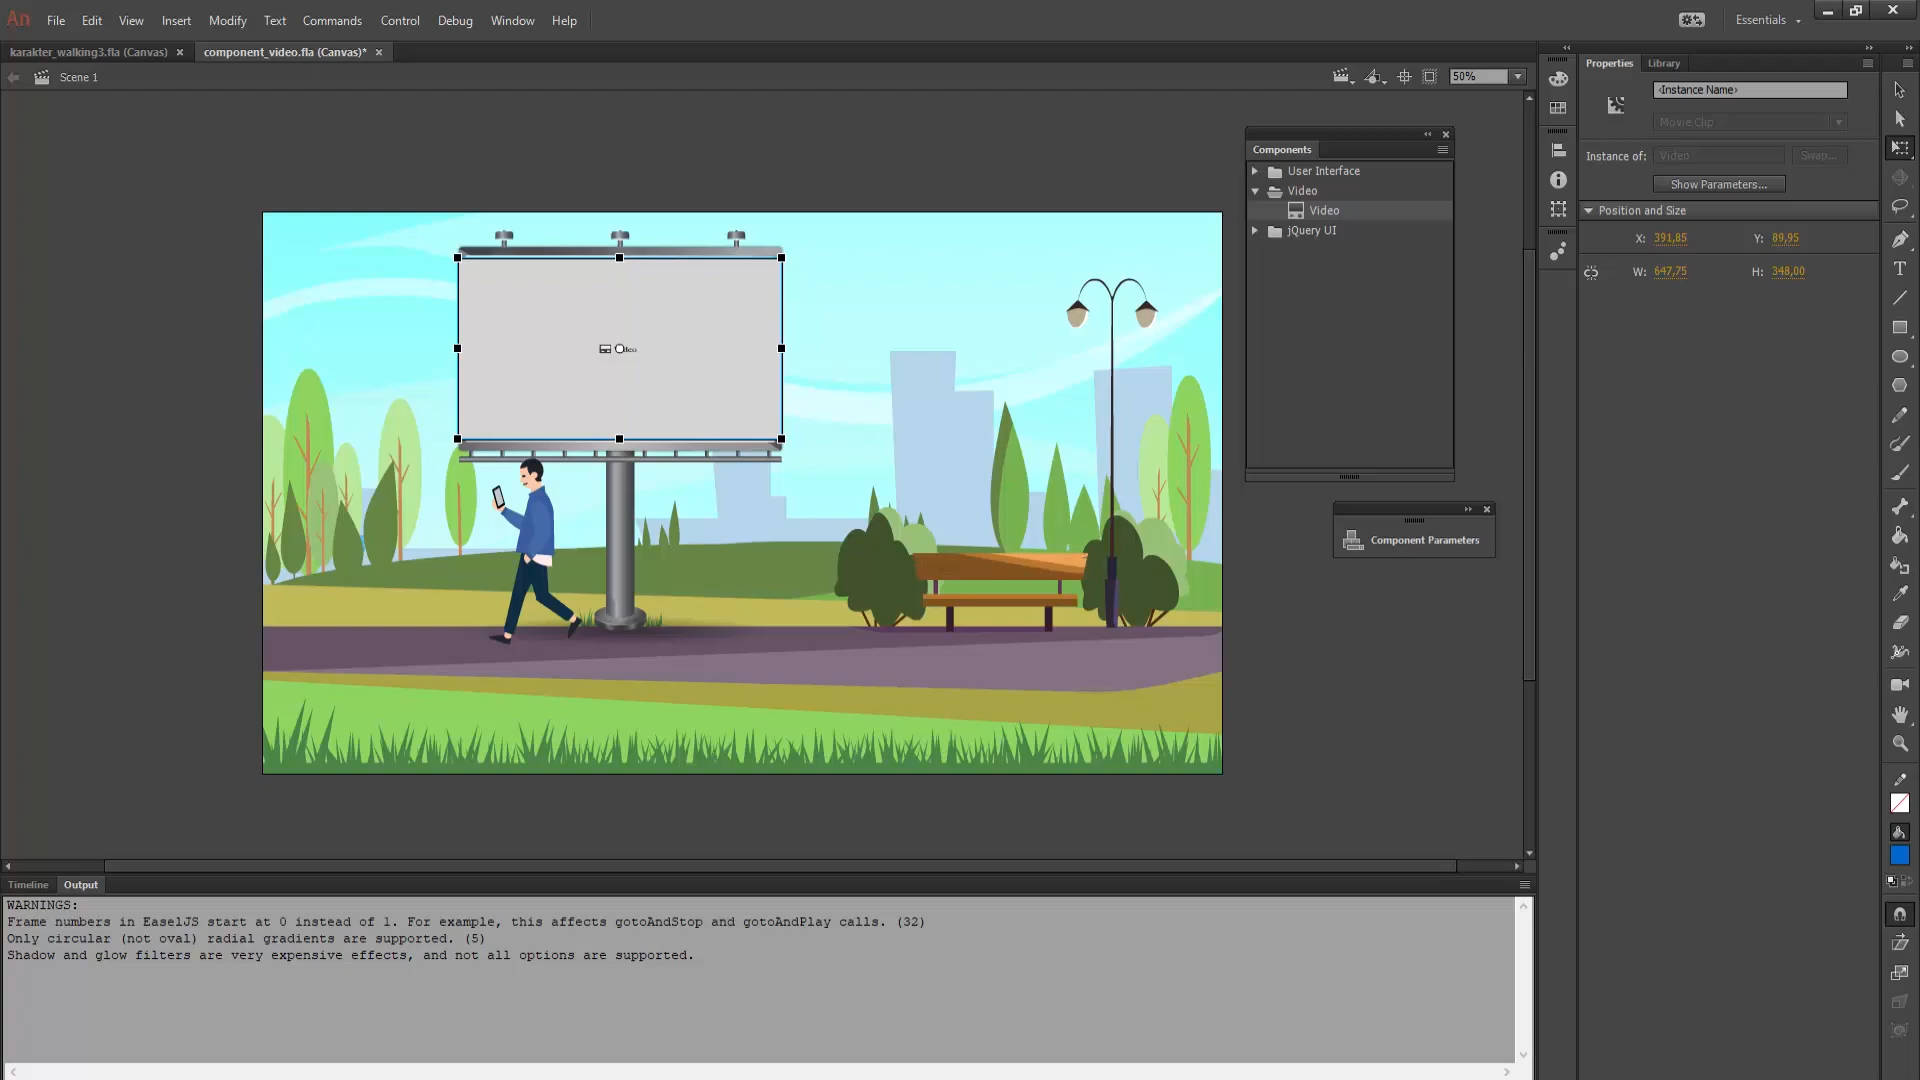 An File Edit View Insert Modify Text Commands Control Debug Window Help Essentials
karakter_walking3.fla (Canvas) × component_video.fla (Canvas)* ×
Scene 1 50%
Properties Library
<Instance Name>
Movie Clip
Instance of: Video Swap...
Show Parameters...
Position and Size
X: 391,85 Y: 89,95
W: 647,75 H: 348,00
Components
User Interface
Video
Video
jQuery UI
Component Parameters
Timeline Output
WARNINGS:
Frame numbers in EaselJS start at 0 instead of 1. For example, this affects gotoAndStop and gotoAndPlay calls. (32)
Only circular (not oval) radial gradients are supported. (5)
Shadow and glow filters are very expensive effects, and not all options are supported.